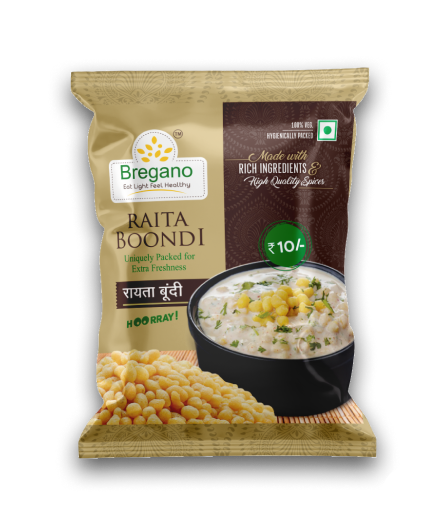 100% VEG.
HYGIENICALLY PACKED
TM
Bregano
Eat Light Feel Healthy
Made with
RICH INGREDIENTS &
High Quality Spices
RAITA
BOONDI
Uniquely Packed for
Extra Freshness
₹10/-
रायता बूंदी
HOORRAY!